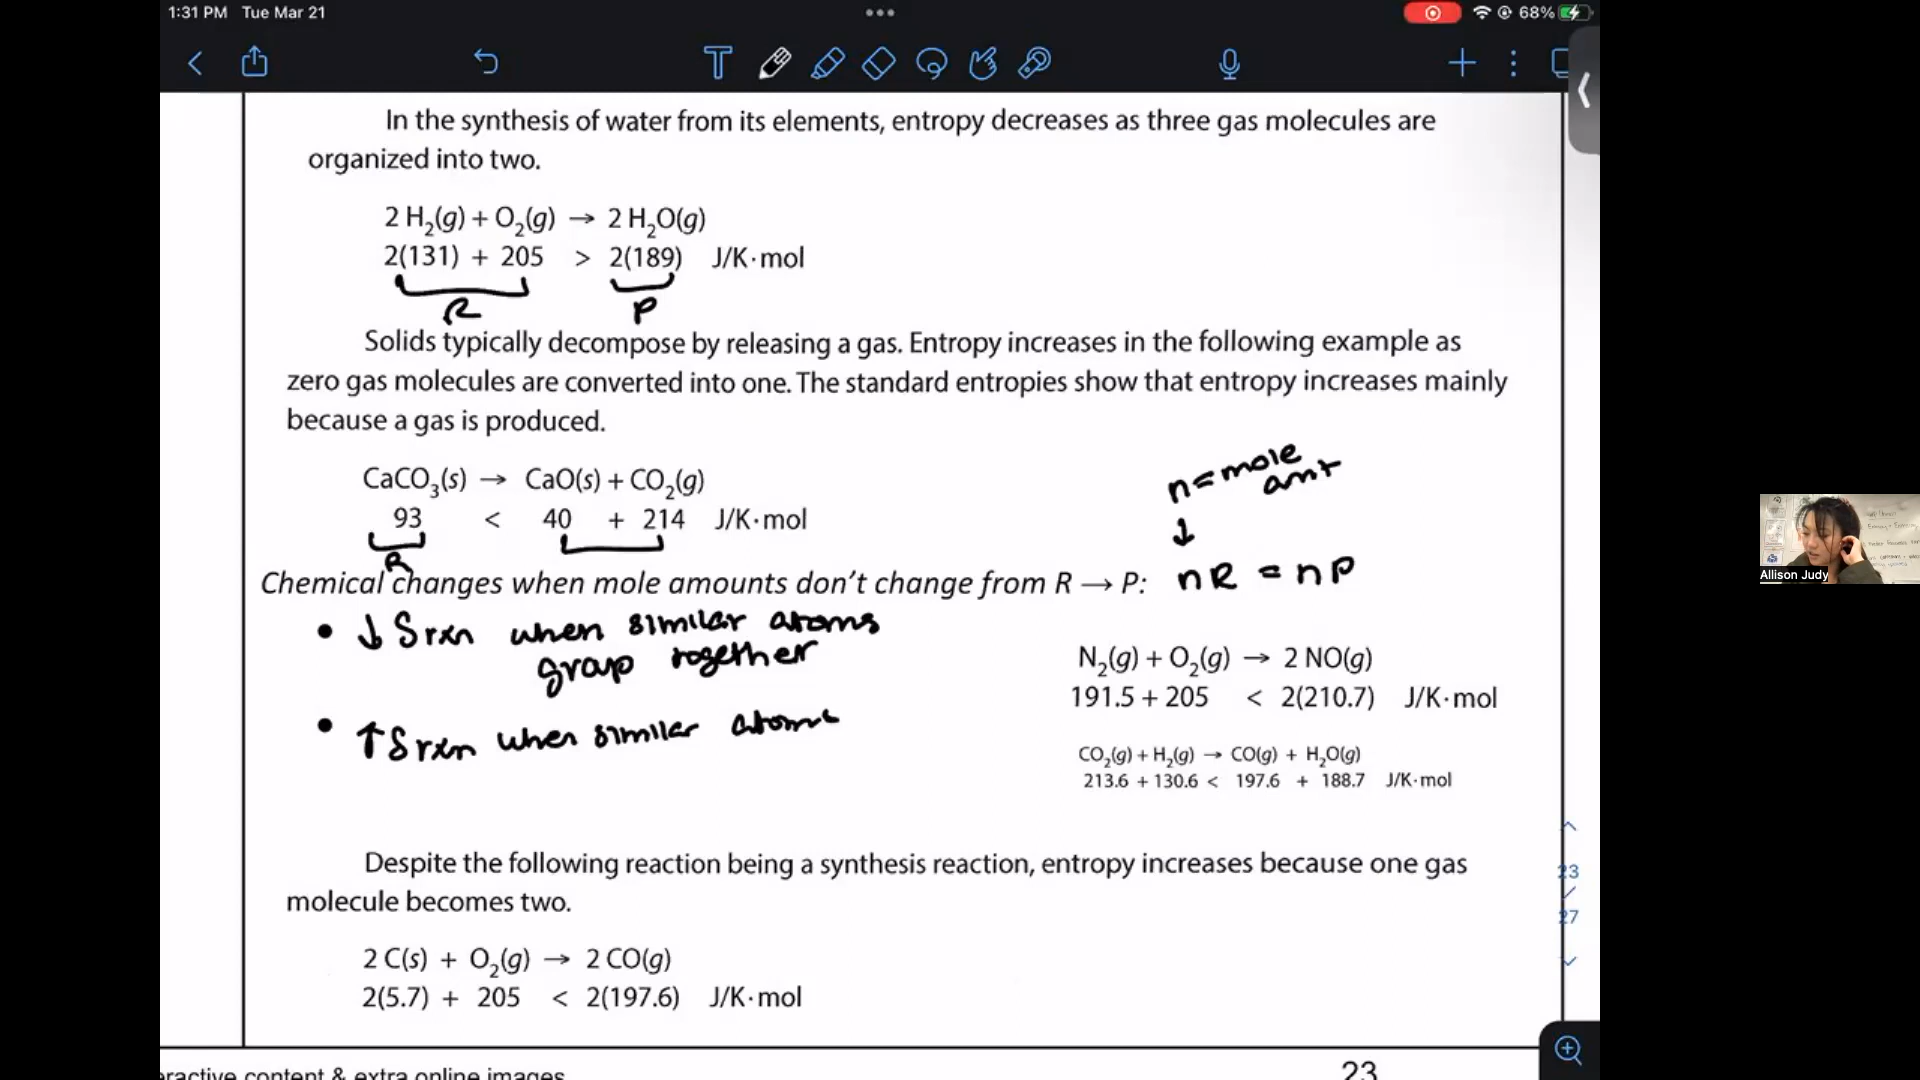 1:31 PM Tue Mar 21
68%
In the synthesis of water from its elements, entropy decreases as three gas molecules are
organized into two.
2 H₂(g) + O₂(g) → 2 H₂O(g)
2(131) + 205 > 2(189) J/K·mol
R P
Solids typically decompose by releasing a gas. Entropy increases in the following example as
zero gas molecules are converted into one. The standard entropies show that entropy increases mainly
because a gas is produced.
n = mole
amt
CaCO₃(s) → CaO(s) + CO₂(g)
93 < 40 + 214 J/K·mol
R
Chemical changes when mole amounts don't change from R → P: nR = nP
• ↓ Srxn when similar atoms
group together
N₂(g) + O₂(g) → 2 NO(g)
191.5 + 205 < 2(210.7) J/K·mol
• ↑ Srxn when similar atoms
CO₂(g) + H₂(g) → CO(g) + H₂O(g)
213.6 + 130.6 < 197.6 + 188.7 J/K·mol
Despite the following reaction being a synthesis reaction, entropy increases because one gas
molecule becomes two.
2 C(s) + O₂(g) → 2 CO(g)
2(5.7) + 205 < 2(197.6) J/K·mol
23
27
eractive content & extra online images
23
Allison Judy